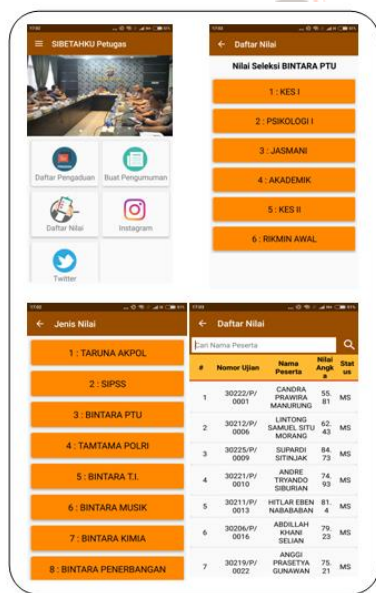 SIBETAHKU Petugas
Daftar Pengaduan
Buat Pengumuman
Daftar Nilai
Instagram
Twitter
Daftar Nilai
Nilai Seleksi BINTARA PTU
1 : KES I
2 : PSIKOLOGI I
3 : JASMANI
4 : AKADEMIK
5 : KES II
6 : RIKMIN AWAL
Jenis Nilai
1 : TARUNA AKPOL
2 : SIPSS
3 : BINTARA PTU
4 : TAMTAMA POLRI
5 : BINTARA T.I.
6 : BINTARA MUSIK
7 : BINTARA KIMIA
8 : BINTARA PENERBANGAN
Daftar Nilai
Cari Nama Peserta
# Nomor Ujian Nama Peserta Nilai Angka Status
1 30222/P/0001 CANDRA PRAWIRA MANURUNG 55.81 MS
2 30212/P/0006 LINTONG SAMUEL SITUMORANG 62.43 MS
3 30225/P/0009 SUPARDI SITINJAK 84.73 MS
4 30221/P/0010 ANDRE TRYANDO SIBURIAN 74.93 MS
5 30211/P/0013 HITLAR EBEN NABABABAN 81.4 MS
6 30206/P/0016 ABDILLAH KHANI SELIAN 79.23 MS
7 30219/P/0022 ANGGI PRASETYA GUNAWAN 75.21 MS